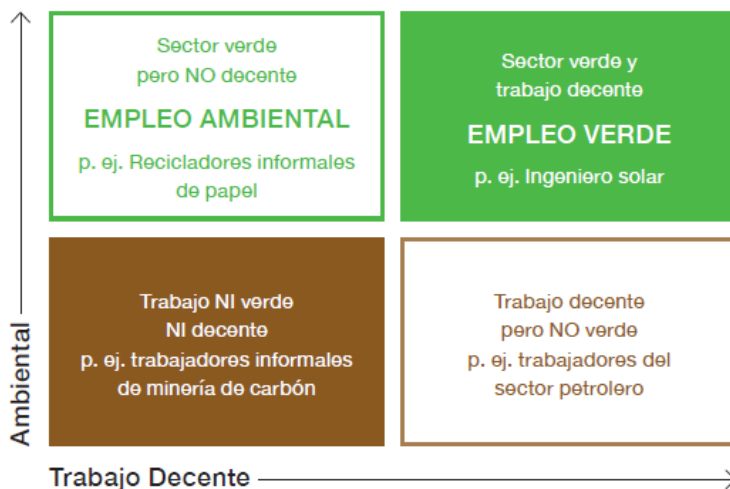 Sector verde
pero NO decente
EMPLEO AMBIENTAL
p. ej. Recicladores informales
de papel
Sector verde y
trabajo decente
EMPLEO VERDE
p. ej. Ingeniero solar
Trabajo NI verde
NI decente
p. ej. trabajadores informales
de minería de carbón
Trabajo decente
pero NO verde
p. ej. trabajadores del
sector petrolero
Ambiental
Trabajo Decente